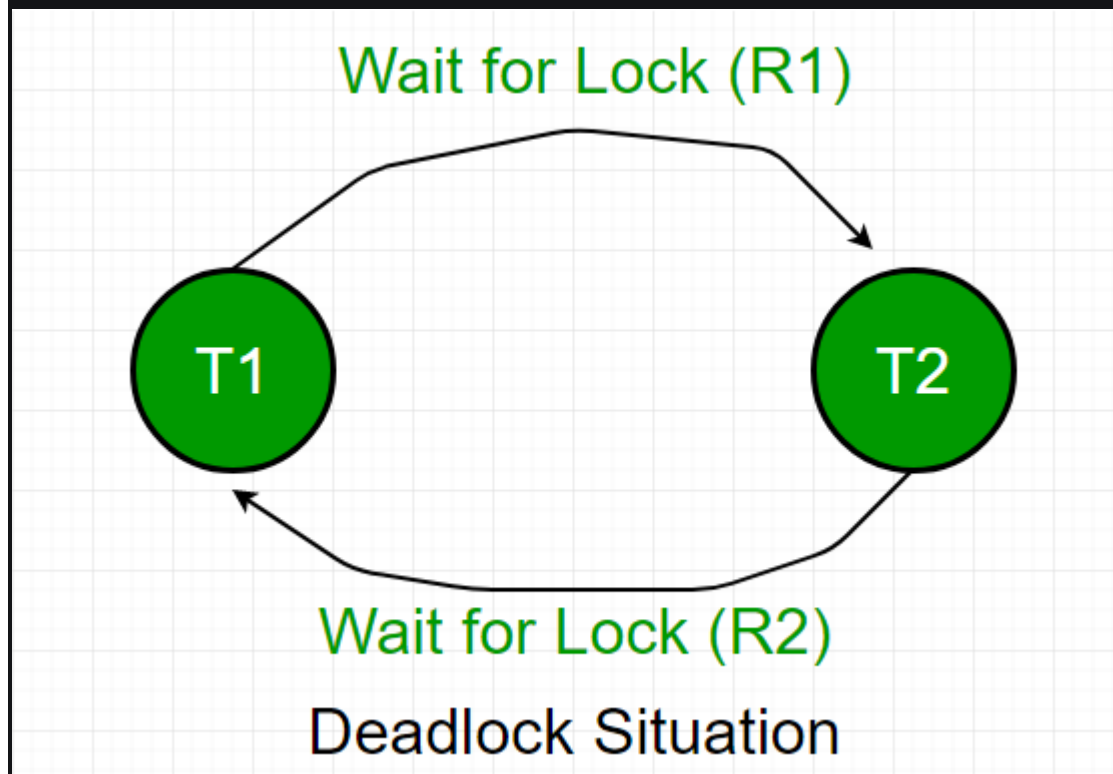 Wait for Lock (R1)
T1
T2
Wait for Lock (R2)
Deadlock Situation